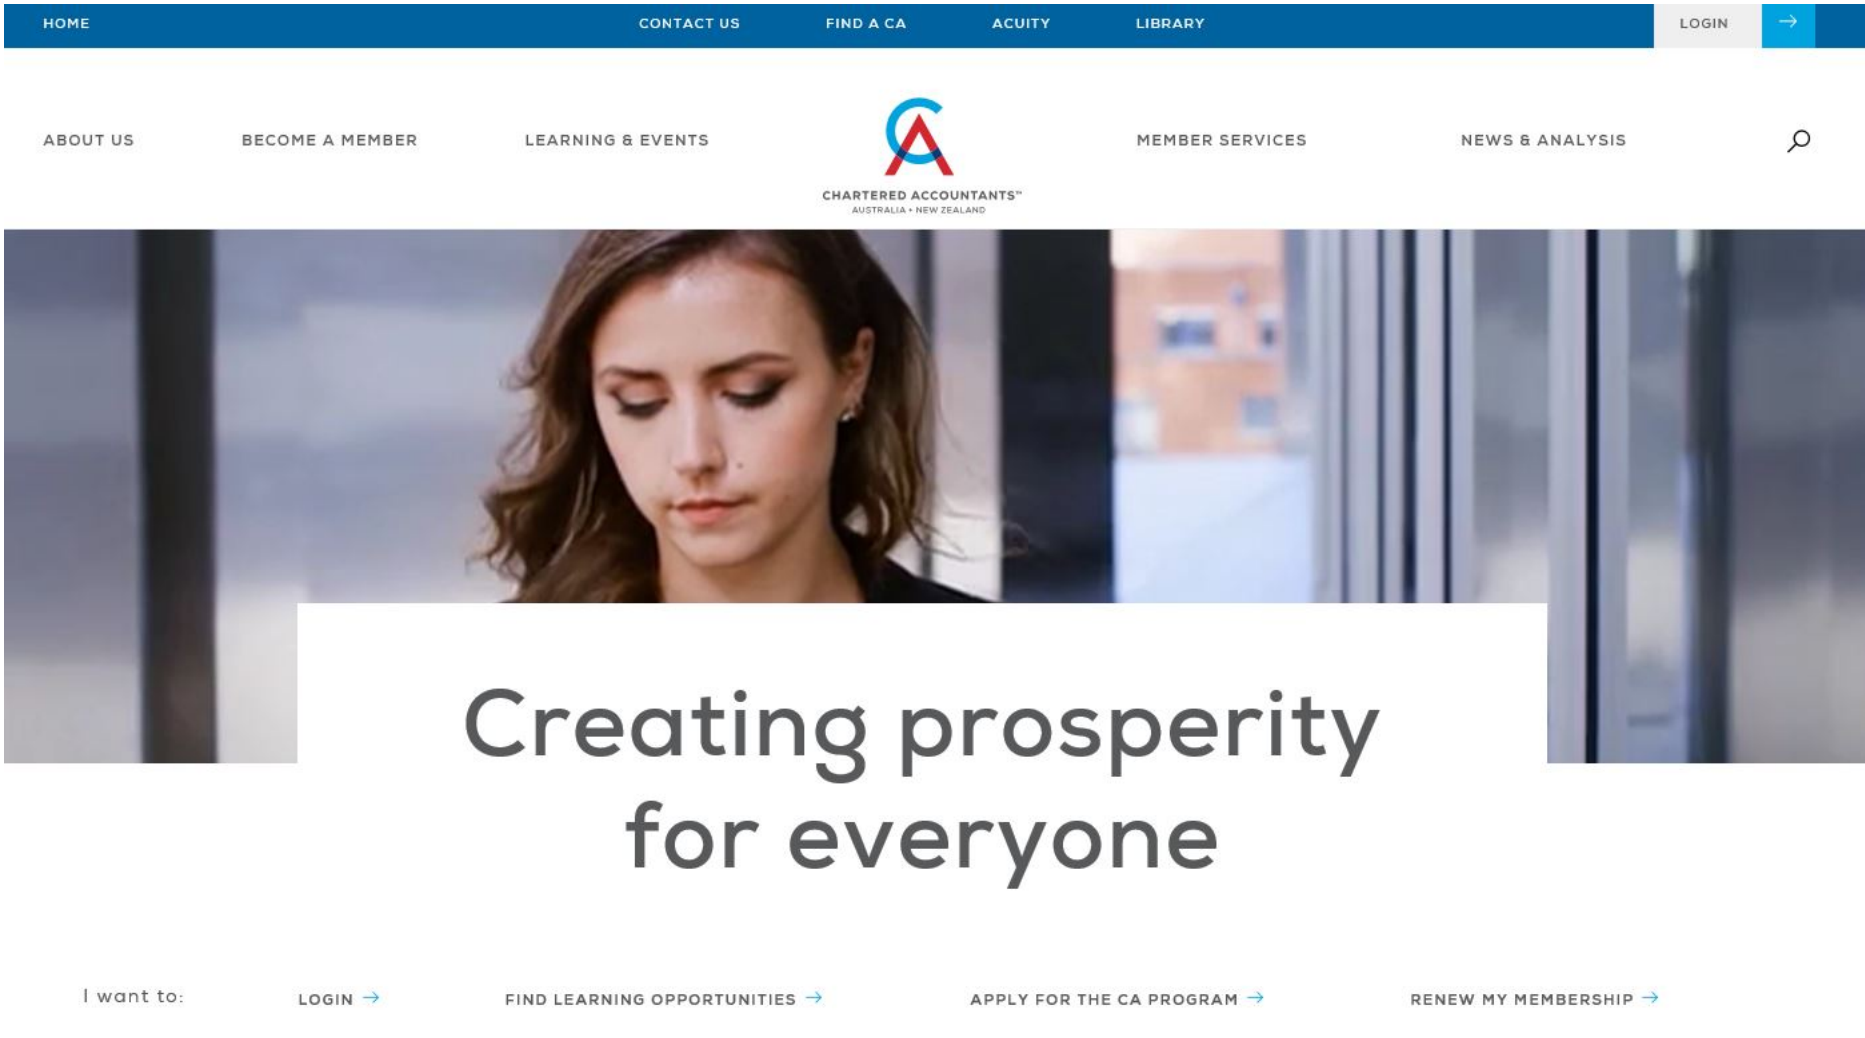 HOME
CONTACT US
FIND A CA
ACUITY
LIBRARY
LOGIN →
ABOUT US
BECOME A MEMBER
LEARNING & EVENTS
CA
CHARTERED ACCOUNTANTS™
AUSTRALIA + NEW ZEALAND
MEMBER SERVICES
NEWS & ANALYSIS
Creating prosperity
for everyone
I want to:
LOGIN →
FIND LEARNING OPPORTUNITIES →
APPLY FOR THE CA PROGRAM →
RENEW MY MEMBERSHIP →